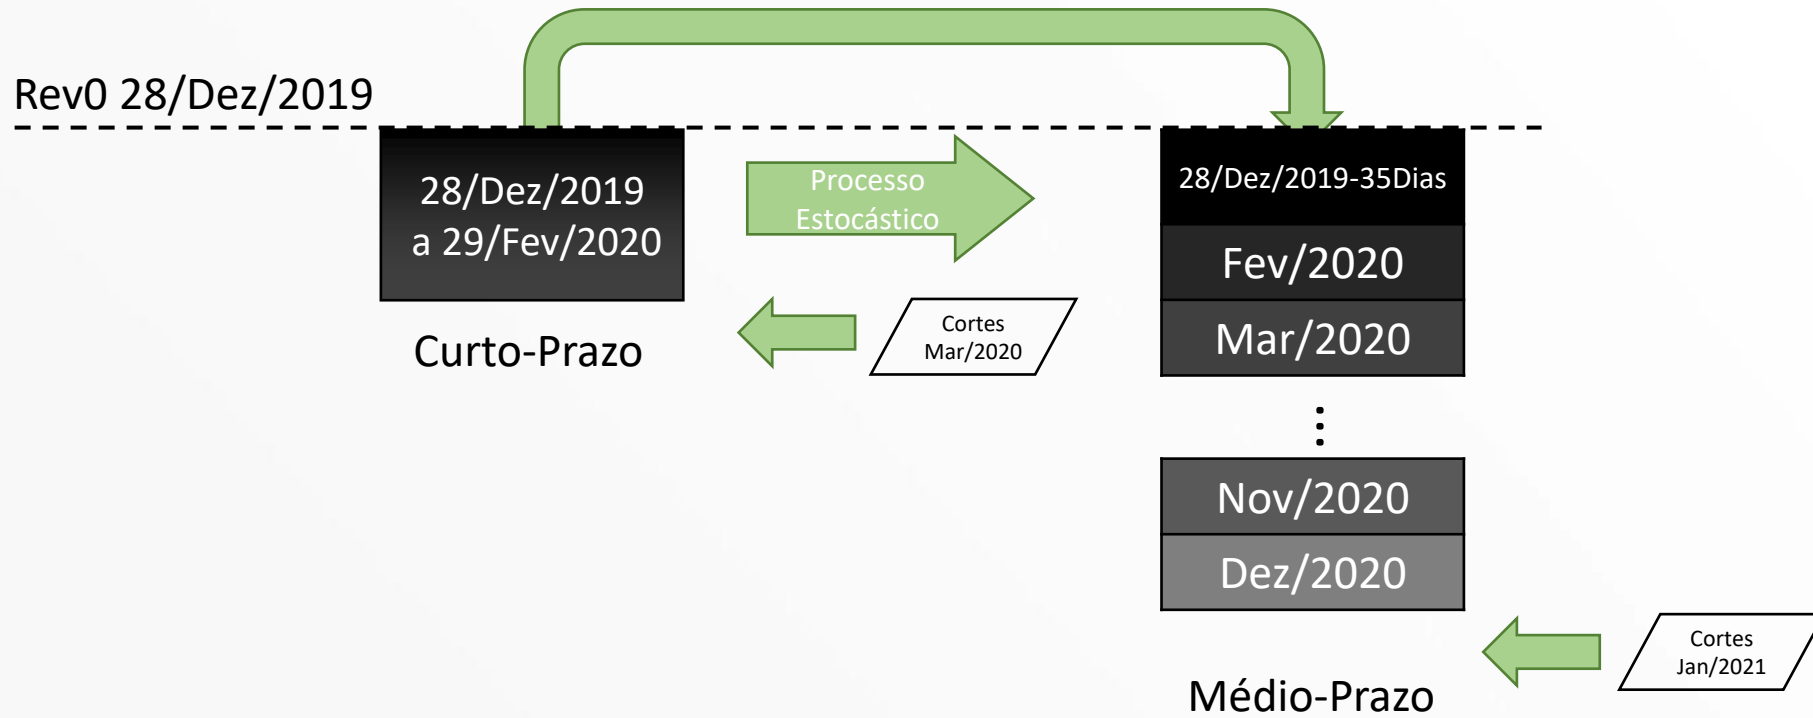 Rev0 28/Dez/2019
28/Dez/2019
a 29/Fev/2020
Curto-Prazo
Processo
Estocástico
Cortes
Mar/2020
28/Dez/2019-35Dias
Fev/2020
Mar/2020
...
Nov/2020
Dez/2020
Médio-Prazo
Cortes
Jan/2021